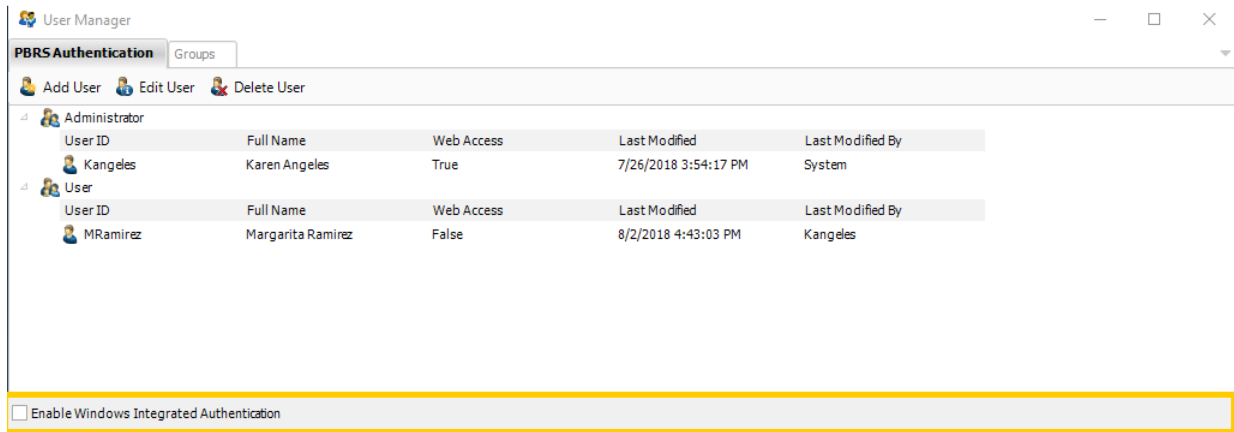 User Manager
PBRS Authentication Groups
Add User Edit User Delete User
Administrator
User ID Full Name Web Access Last Modified Last Modified By
Kangeles Karen Angeles True 7/26/2018 3:54:17 PM System
User
User ID Full Name Web Access Last Modified Last Modified By
MRamirez Margarita Ramirez False 8/2/2018 4:43:03 PM Kangeles
Enable Windows Integrated Authentication